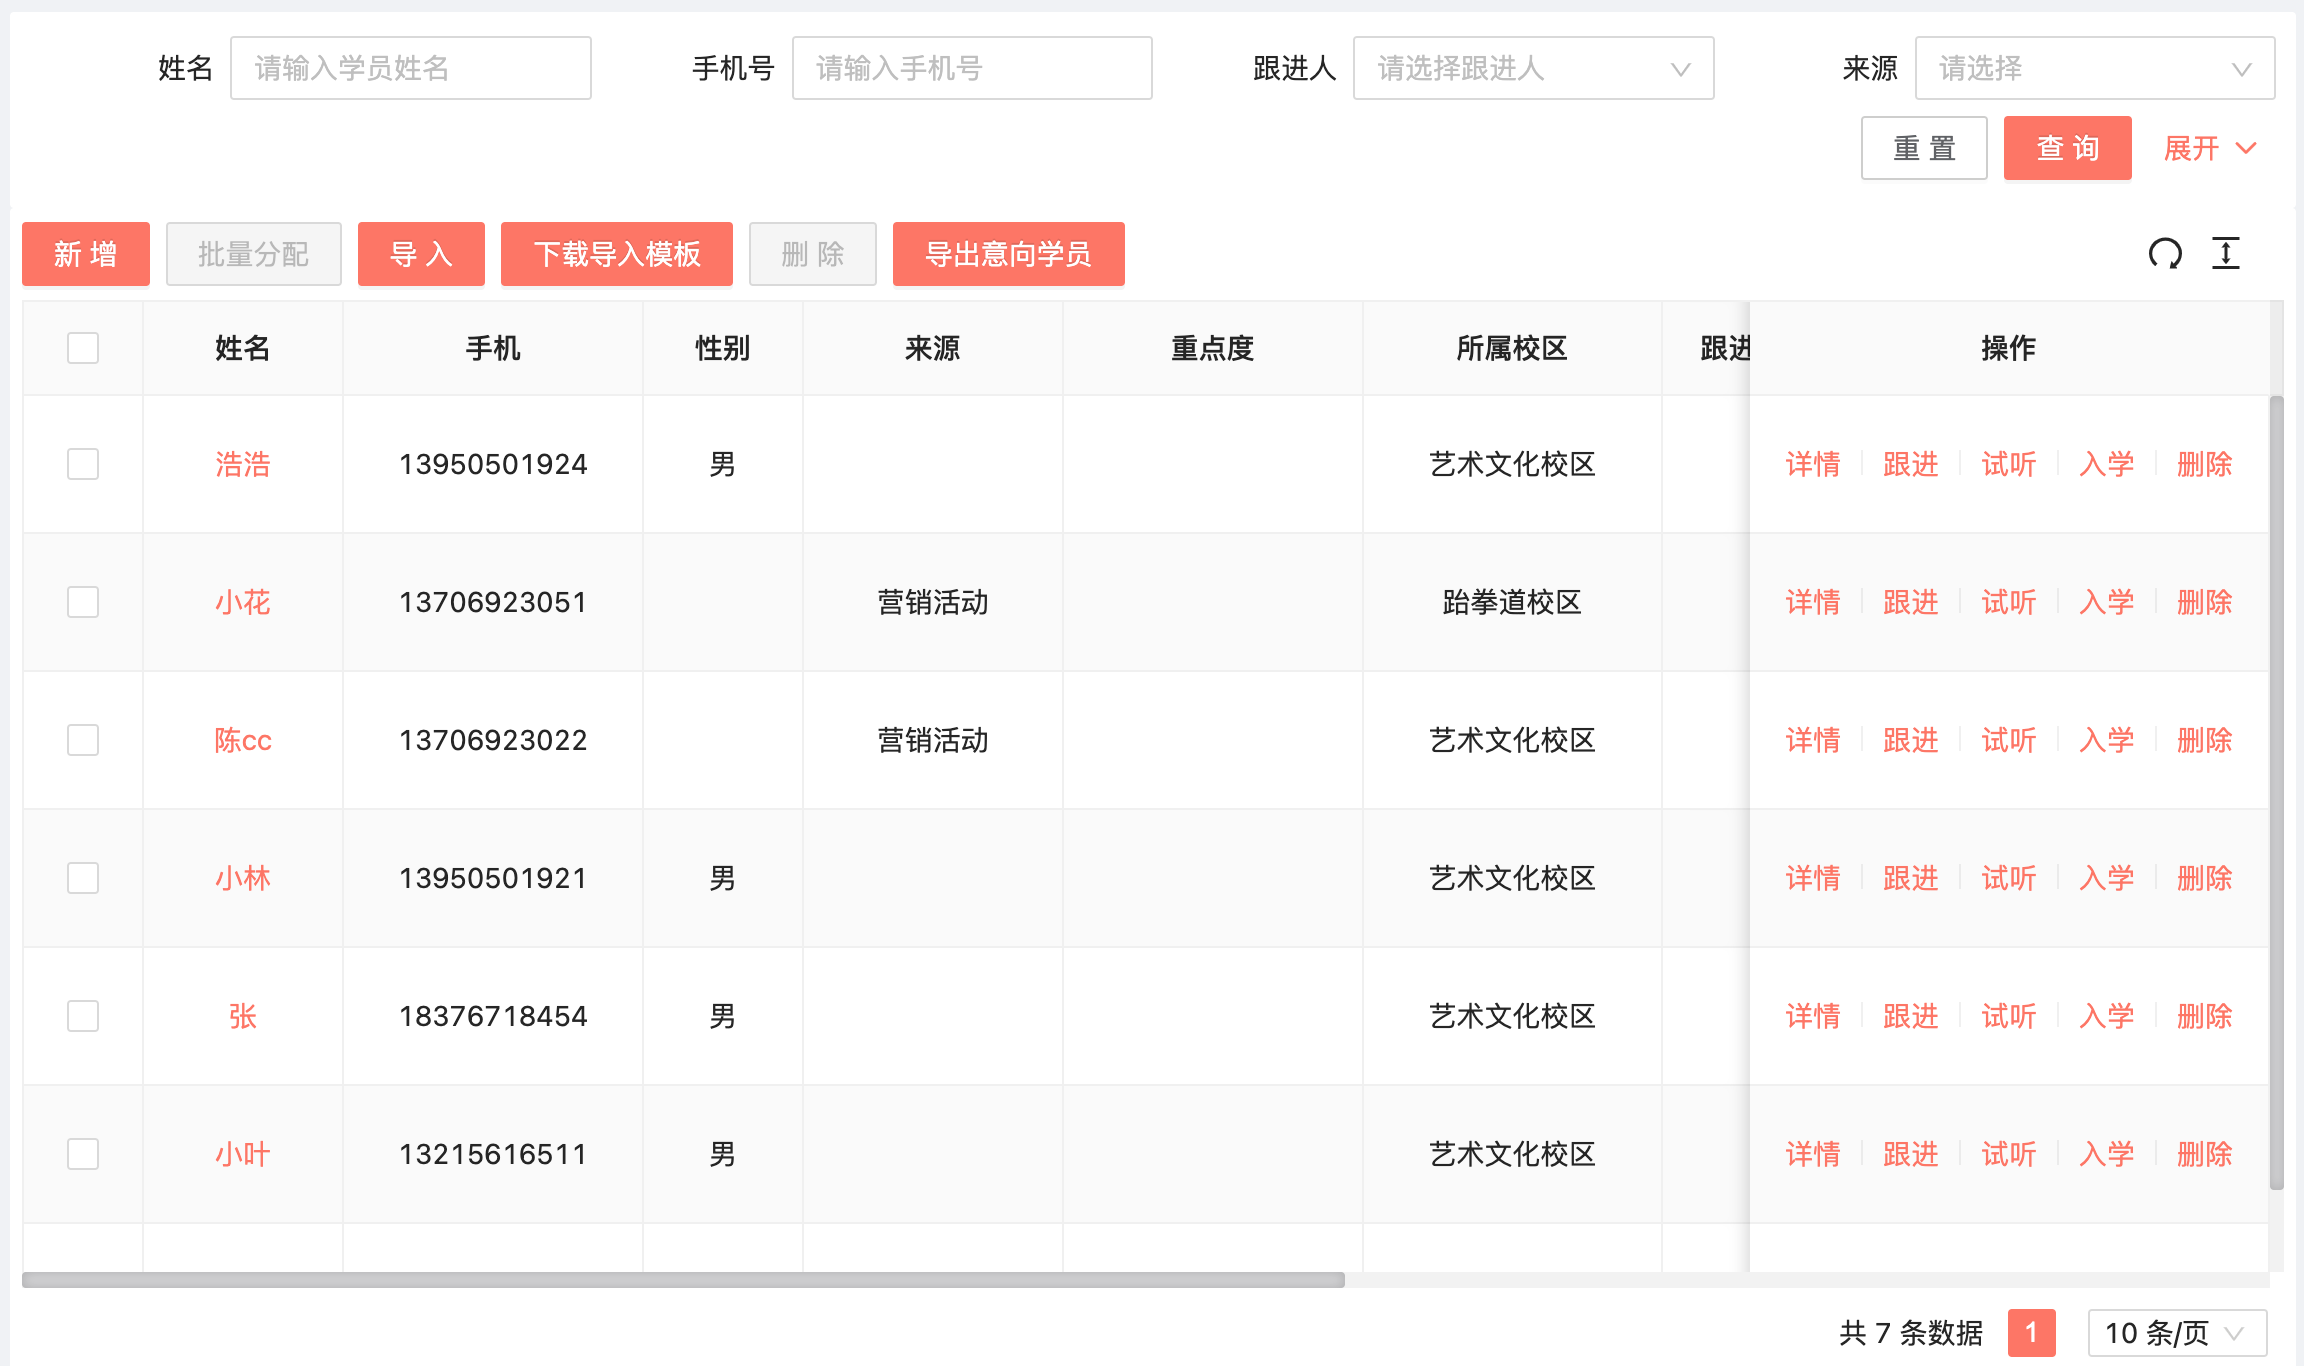 姓名 请输入学员姓名 手机号 请输入手机号 跟进人 请选择跟进人 来源 请选择
重 置 查 询 展开
新 增 批量分配 导 入 下载导入模板 删 除 导出意向学员
姓名 手机 性别 来源 重点度 所属校区 跟进 操作
浩浩 13950501924 男 艺术文化校区 详情 跟进 试听 入学 删除
小花 13706923051 营销活动 跆拳道校区 详情 跟进 试听 入学 删除
陈cc 13706923022 营销活动 艺术文化校区 详情 跟进 试听 入学 删除
小林 13950501921 男 艺术文化校区 详情 跟进 试听 入学 删除
张 18376718454 男 艺术文化校区 详情 跟进 试听 入学 删除
小叶 13215616511 男 艺术文化校区 详情 跟进 试听 入学 删除
共 7 条数据 1 10 条/页